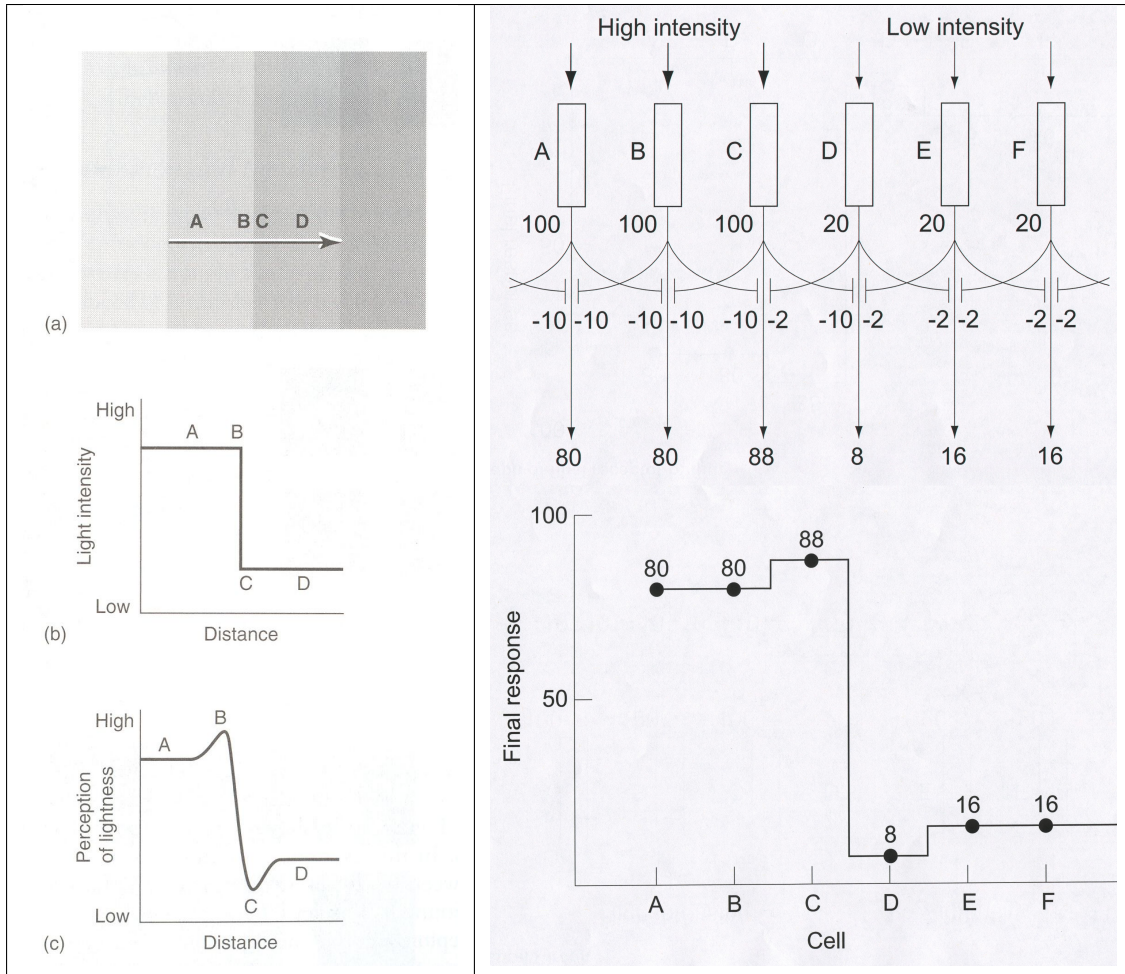 A B C D
(a)
High
A B
Light intensity
C D
Low
(b) Distance
High B
A
Perception
of lightness
D
C
Low
(c) Distance
High intensity Low intensity
A B C D E F
100 100 100 20 20 20
-10 -10 -10 -10 -10 -2 -10 -2 -2 -2 -2 -2
80 80 88 8 16 16
100
88
80 80
50
Final response
16 16
8
A B C D E F
Cell